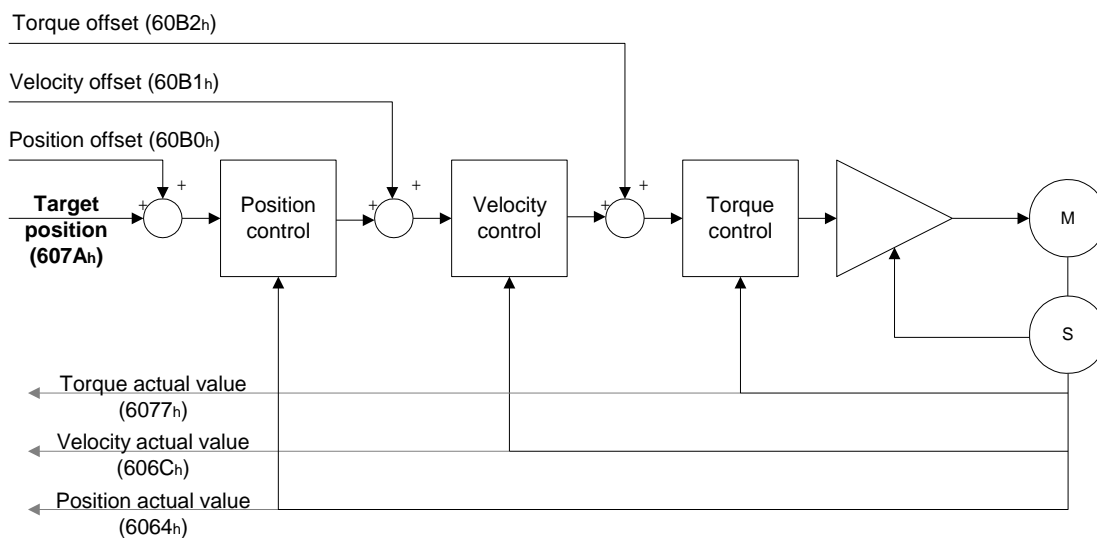 Torque offset (60B2h)
Velocity offset (60B1h)
Position offset (60B0h)
+
+
+
Target
position
(607Ah)
+
+
+
Position
control
Velocity
control
Torque
control
M
S
Torque actual value
(6077h)
Velocity actual value
(606Ch)
Position actual value
(6064h)